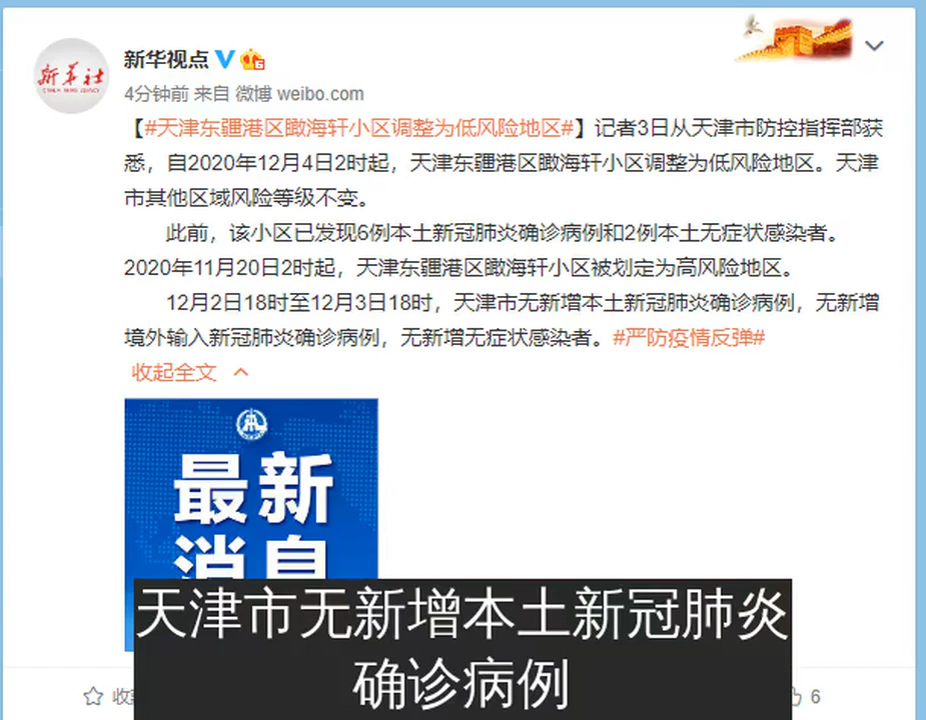 新华社
新华视点
4分钟前 来自 微博 weibo.com
【#天津东疆港区瞰海轩小区调整为低风险地区#】记者3日从天津市防控指挥部获
悉，自2020年12月4日2时起，天津东疆港区瞰海轩小区调整为低风险地区。天津
市其他区域风险等级不变。
此前，该小区已发现6例本土新冠肺炎确诊病例和2例本土无症状感染者。
2020年11月20日2时起，天津东疆港区瞰海轩小区被划定为高风险地区。
12月2日18时至12月3日18时，天津市无新增本土新冠肺炎确诊病例，无新增
境外输入新冠肺炎确诊病例，无新增无症状感染者。#严防疫情反弹#
收起全文
最新
消息
天津市无新增本土新冠肺炎
确诊病例
收
6